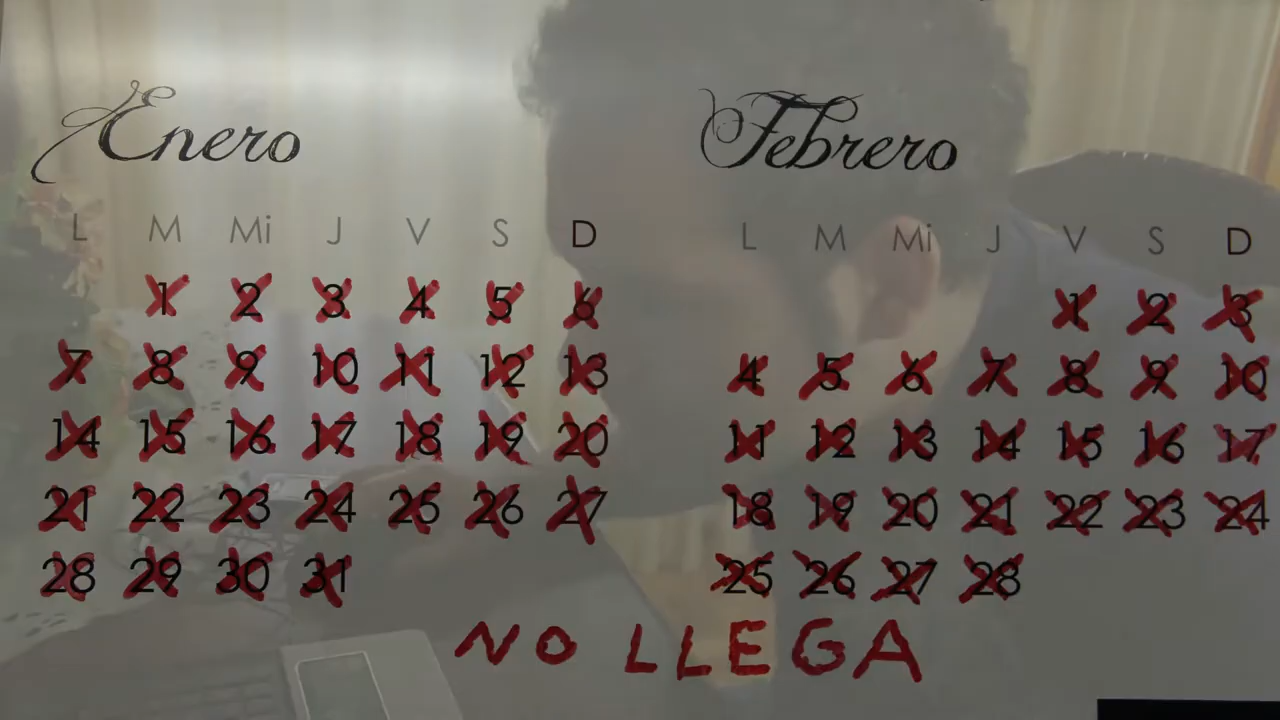 Enero
L M Mi J V S D
1 2 3 4 5 6
7 8 9 10 11 12 13
14 15 16 17 18 19 20
21 22 23 24 25 26 27
28 29 30 31
Febrero
L M Mi J V S D
1 2 3
4 5 6 7 8 9 10
11 12 13 14 15 16 17
18 19 20 21 22 23 24
25 26 27 28
NO LLEGA